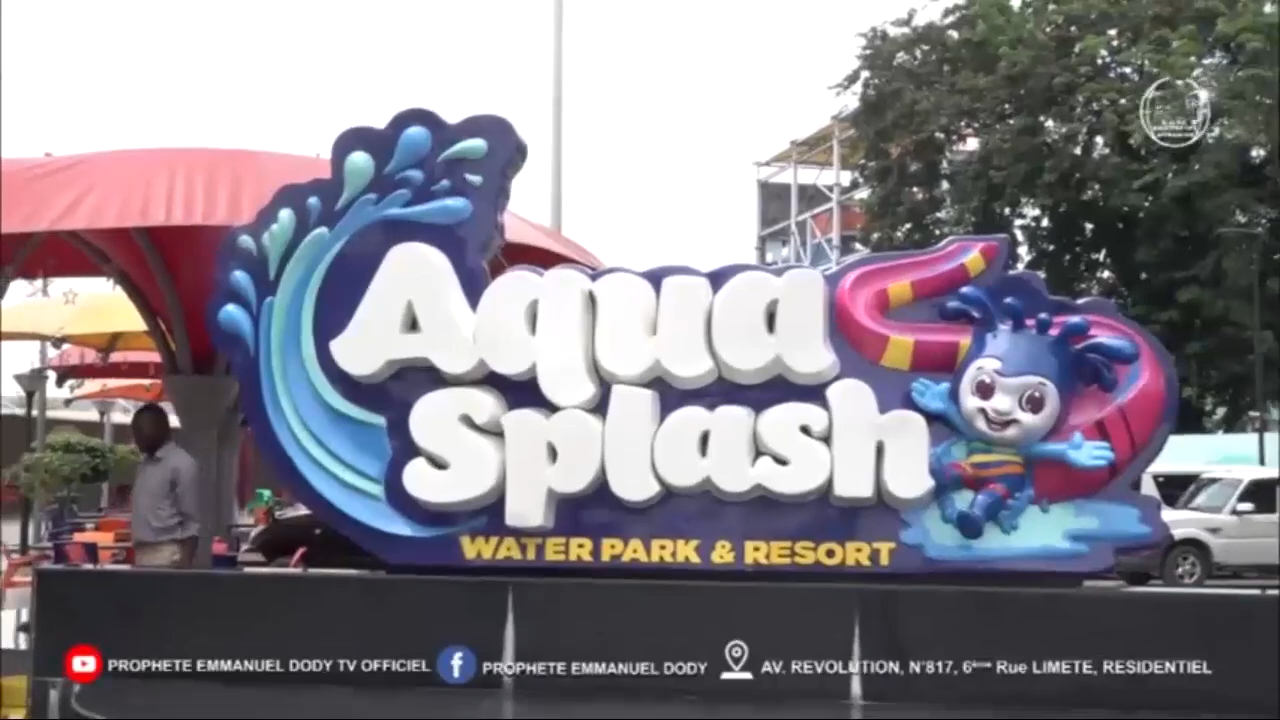 Aqua
Splash
WATER PARK & RESORT
PROPHETE EMMANUEL DODY TV OFFICIEL
PROPHETE EMMANUEL DODY
AV. REVOLUTION, N°817, 6ème Rue LIMETE, RESIDENTIEL